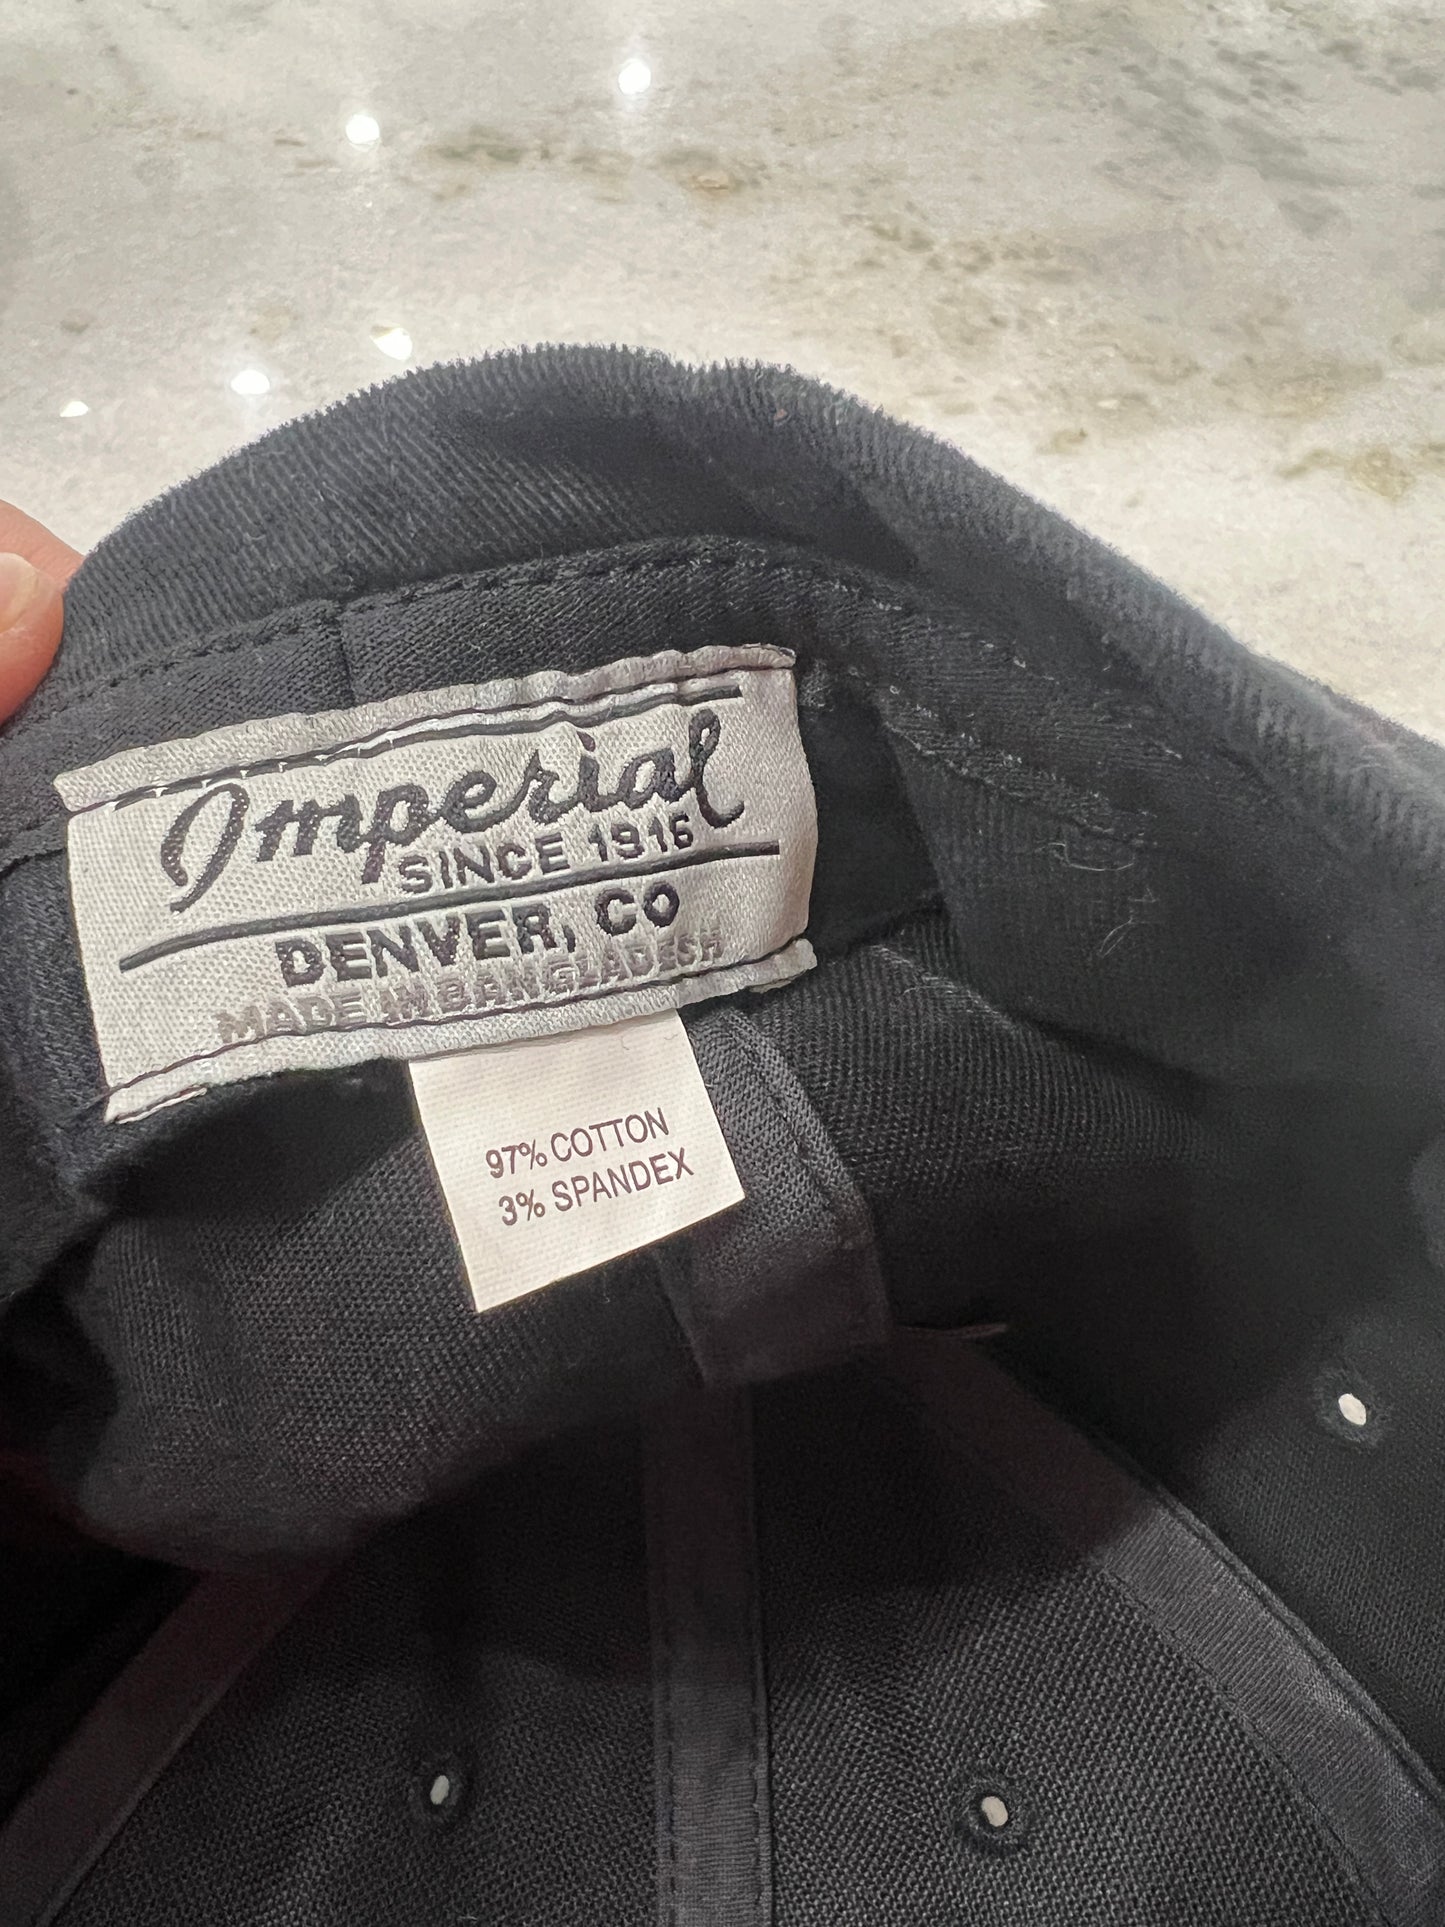 Imperial
SINCE 1916
DENVER, CO
MADE IN BANGLADESH
97% COTTON
3% SPANDEX